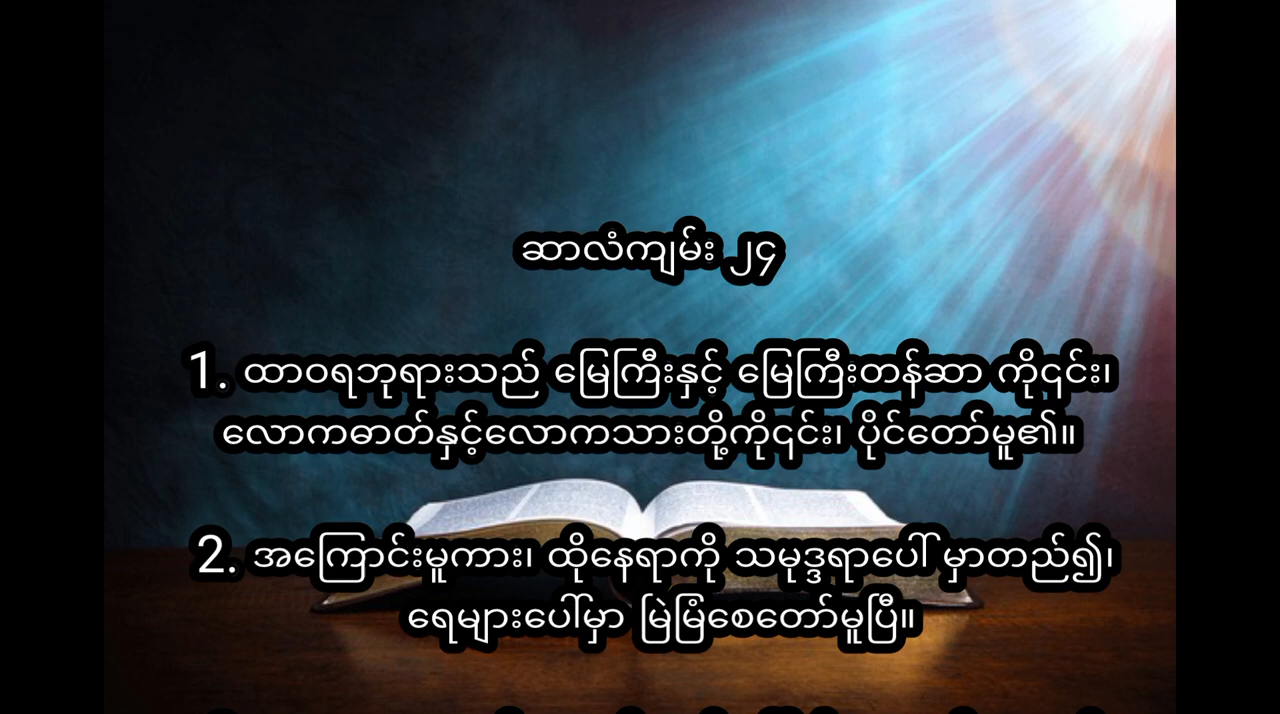 ဆာလံကျမ်း ၂၄
1. ထာဝရဘုရားသည် မြေကြီးနှင့် မြေကြီးတန်ဆာ ကို၎င်း၊
လောကဓာတ်နှင့်လောကသားတို့ကို၎င်း၊ ပိုင်တော်မူ၏။
2. အကြောင်းမူကား၊ ထိုနေရာကို သမုဒ္ဒရာပေါ် မှာတည်၍၊
ရေများပေါ်မှာ မြဲမြံစေတော်မူပြီ။